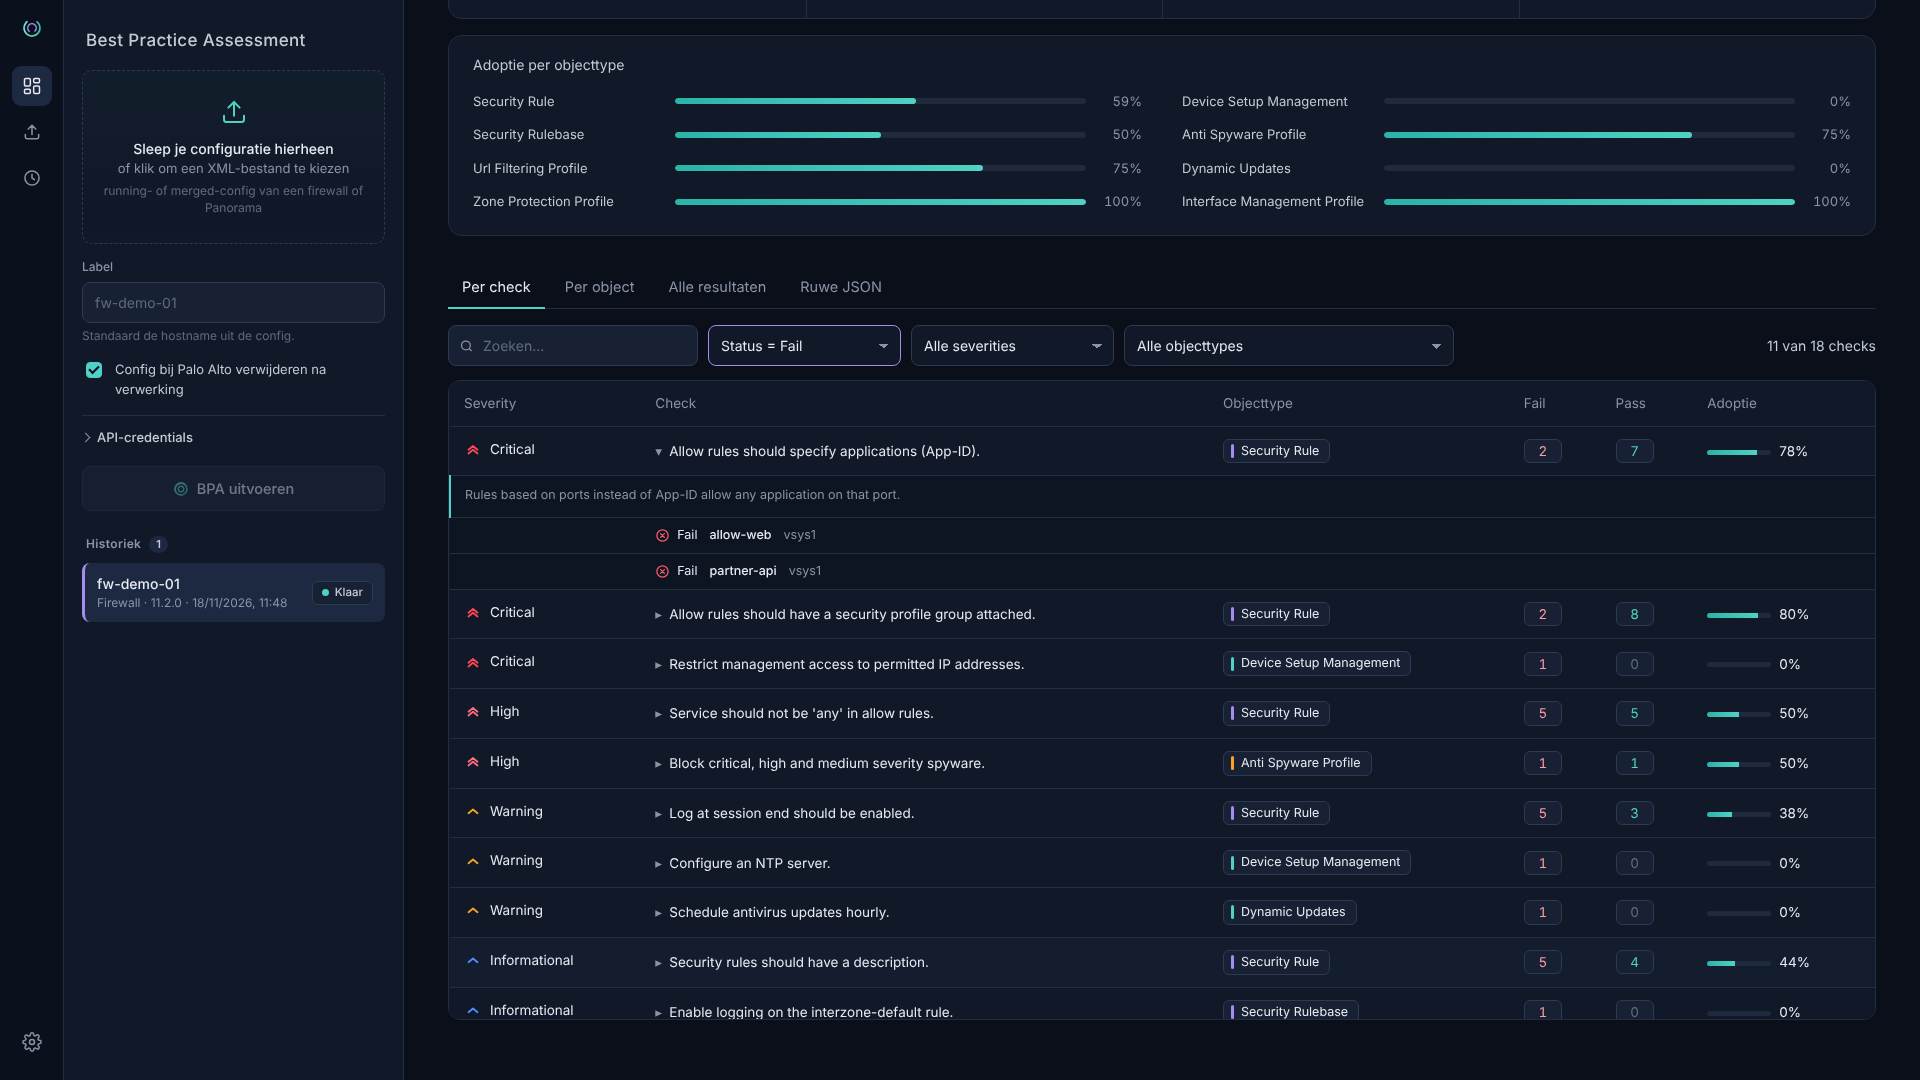 Best Practice Assessment
Sleep je configuratie hierheen
of klik om een XML-bestand te kiezen
running- of merged-config van een firewall of
Panorama
Label
fw-demo-01
Standaard de hostname uit de config.
Config bij Palo Alto verwijderen na
verwerking
API-credentials
BPA uitvoeren
Historiek 1
fw-demo-01
Firewall · 11.2.0 · 18/11/2026, 11:48
Klaar
Adoptie per objecttype
Security Rule 59%
Security Rulebase 50%
Url Filtering Profile 75%
Zone Protection Profile 100%
Device Setup Management 0%
Anti Spyware Profile 75%
Dynamic Updates 0%
Interface Management Profile 100%
Per check Per object Alle resultaten Ruwe JSON
Zoeken... Status = Fail Alle severities Alle objecttypes 11 van 18 checks
Severity Check Objecttype Fail Pass Adoptie
Critical Allow rules should specify applications (App-ID). Security Rule 2 7 78%
Rules based on ports instead of App-ID allow any application on that port.
Fail allow-web vsys1
Fail partner-api vsys1
Critical Allow rules should have a security profile group attached. Security Rule 2 8 80%
Critical Restrict management access to permitted IP addresses. Device Setup Management 1 0 0%
High Service should not be 'any' in allow rules. Security Rule 5 5 50%
High Block critical, high and medium severity spyware. Anti Spyware Profile 1 1 50%
Warning Log at session end should be enabled. Security Rule 5 3 38%
Warning Configure an NTP server. Device Setup Management 1 0 0%
Warning Schedule antivirus updates hourly. Dynamic Updates 1 0 0%
Informational Security rules should have a description. Security Rule 5 4 44%
Informational Enable logging on the interzone-default rule. Security Rulebase 1 0 0%